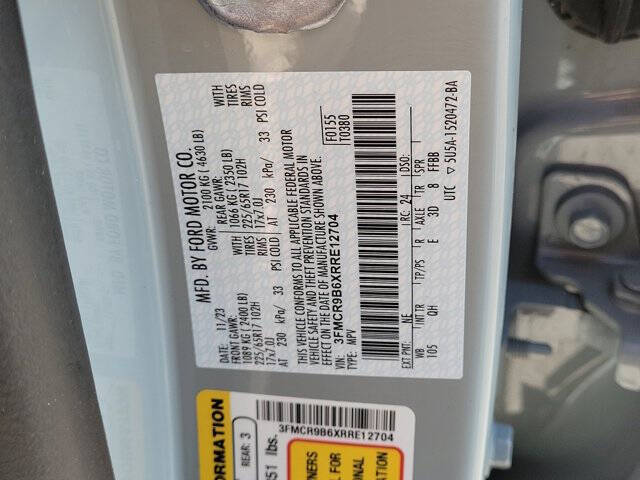 MFD. BY FORD MOTOR CO.
DATE: 11/23
GVWR: 2100 KG ( 4630 LB)
FRONT GAWR: REAR GAWR:
1089 KG ( 2400 LB) 1066 KG ( 2350 LB)
225/65R17 102H WITH TIRES 225/65R17 102H WITH TIRES
17x7.0J RIMS 17x7.0J RIMS
AT 230 kPa/ 33 PSI COLD AT 230 kPa/ 33 PSI COLD
THIS VEHICLE CONFORMS TO ALL APPLICABLE FEDERAL MOTOR
VEHICLE SAFETY AND THEFT PREVENTION STANDARDS IN
EFFECT ON THE DATE OF MANUFACTURE SHOWN ABOVE.
VIN: 3FMCR9B6XRRE12704
TYPE: MPV
F0155
T0380
EXT PNT: NE RC: 24 DSO:
WB INT TR TP/PS R AXLE TR SPR
105 QH E 3D 8 FFBB
UTC ▽ 5U5A-1520472-BA
3FMCR9B6XRRE12704
REAR: 3
lbs.